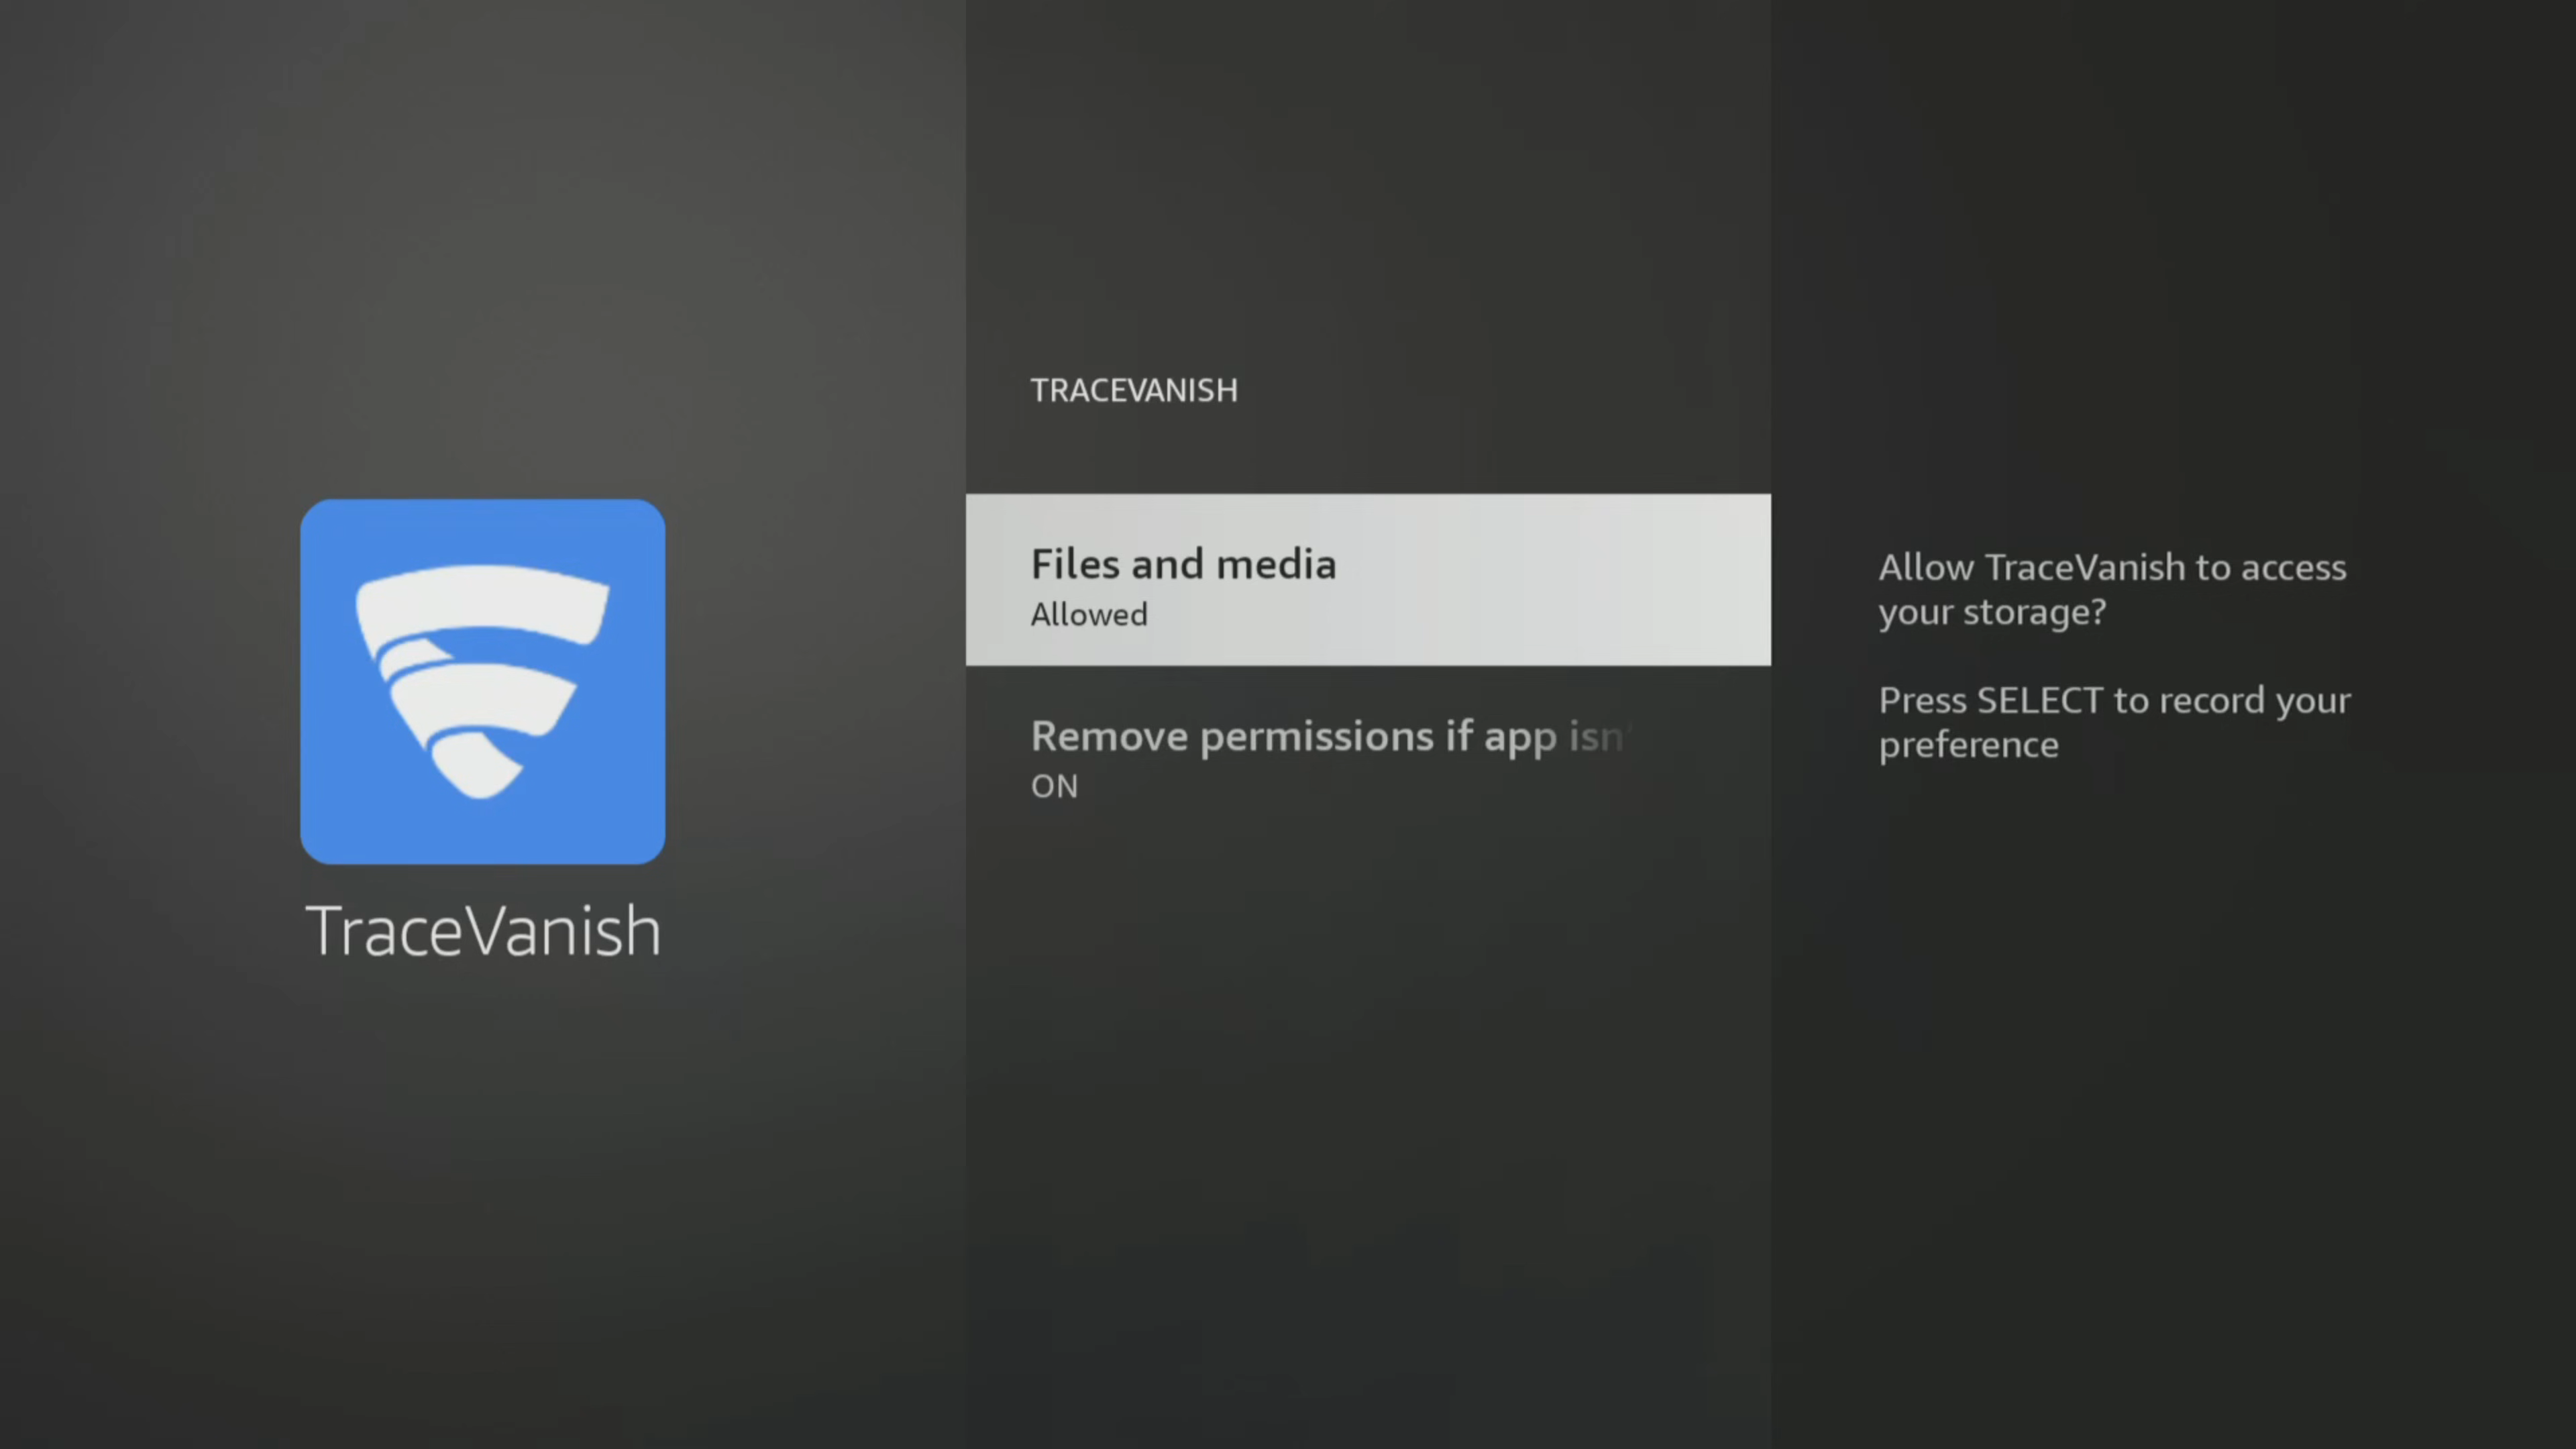 TRACEVANISH
Files and media
Allowed
Remove permissions if app isn'
ON
Allow TraceVanish to access
your storage?
Press SELECT to record your
preference
TraceVanish